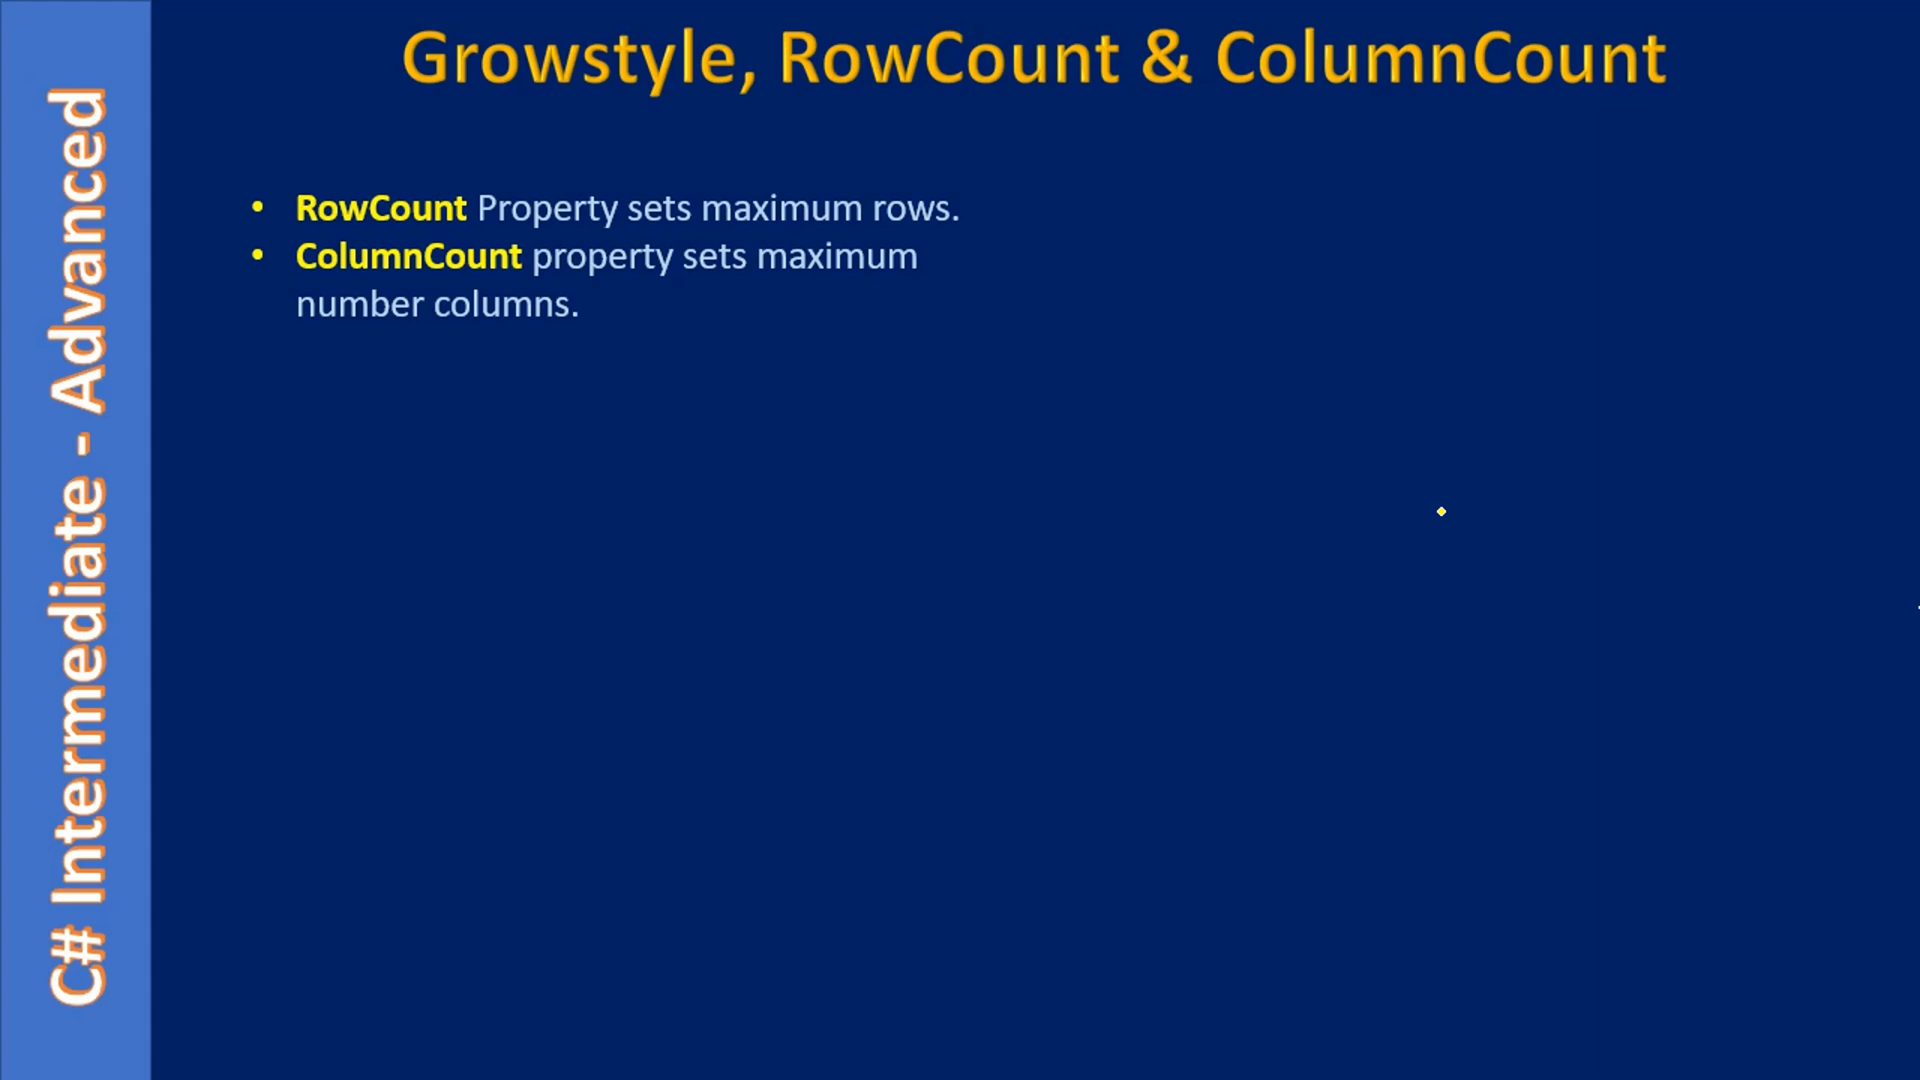 Growstyle, RowCount & ColumnCount
• RowCount Property sets maximum rows.
• ColumnCount property sets maximum
number columns.
C# Intermediate - Advanced